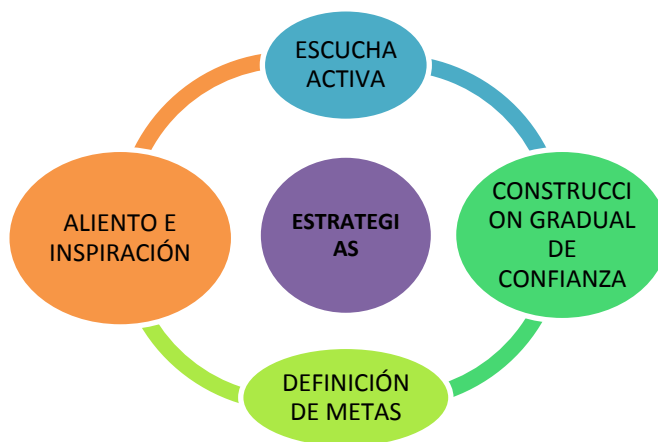 ESCUCHA
ACTIVA
CONSTRUCCI
ON GRADUAL
DE
CONFIANZA
DEFINICIÓN
DE METAS
ALIENTO E
INSPIRACIÓN
ESTRATEGI
AS